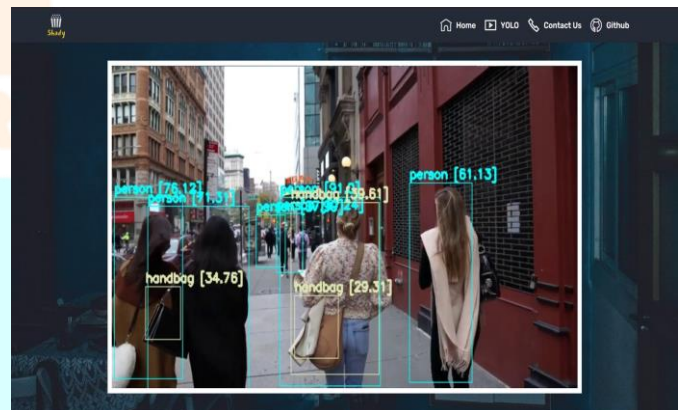 Shady
Home YOLO Contact Us Github
person [61.13]
person [76.12]
person [71.31]
handbag [39.61]
handbag [34.76]
handbag [29.31]